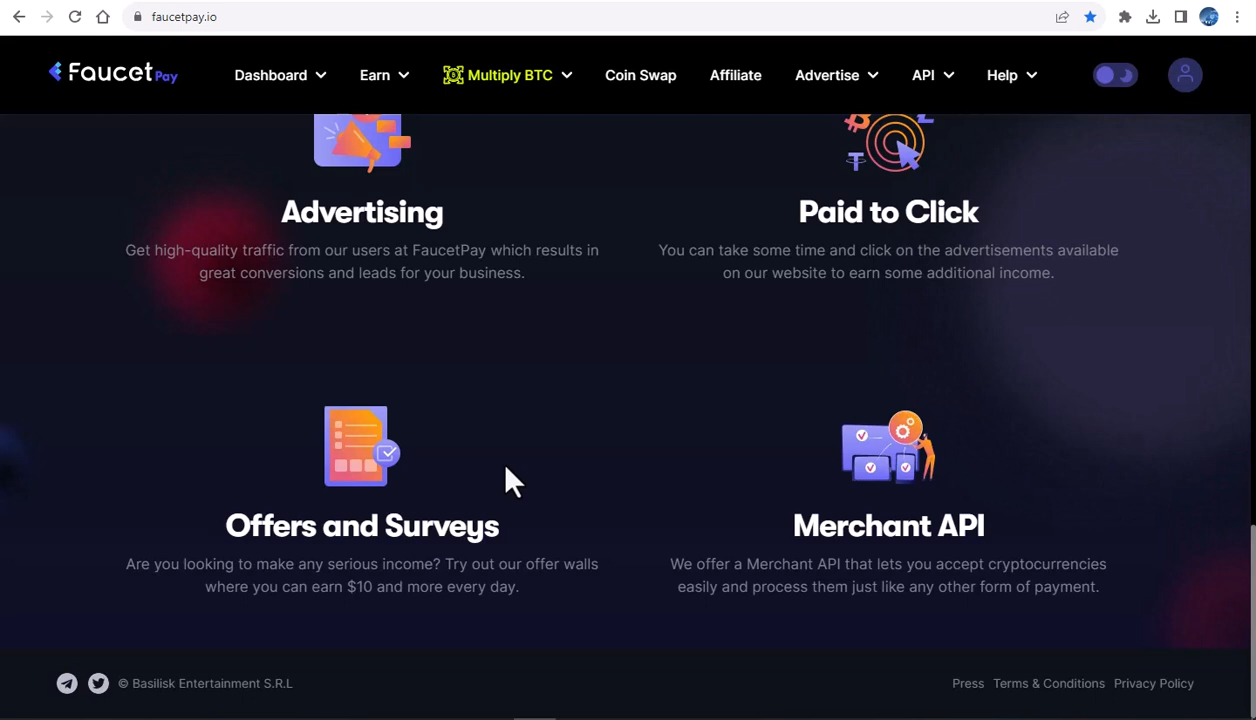 faucetpay.io
FaucetPay Dashboard Earn Multiply BTC Coin Swap Affiliate Advertise API Help
Advertising
Get high-quality traffic from our users at FaucetPay which results in
great conversions and leads for your business.
Paid to Click
You can take some time and click on the advertisements available
on our website to earn some additional income.
Offers and Surveys
Are you looking to make any serious income? Try out our offer walls
where you can earn $10 and more every day.
Merchant API
We offer a Merchant API that lets you accept cryptocurrencies
easily and process them just like any other form of payment.
© Basilisk Entertainment S.R.L
Press Terms & Conditions Privacy Policy